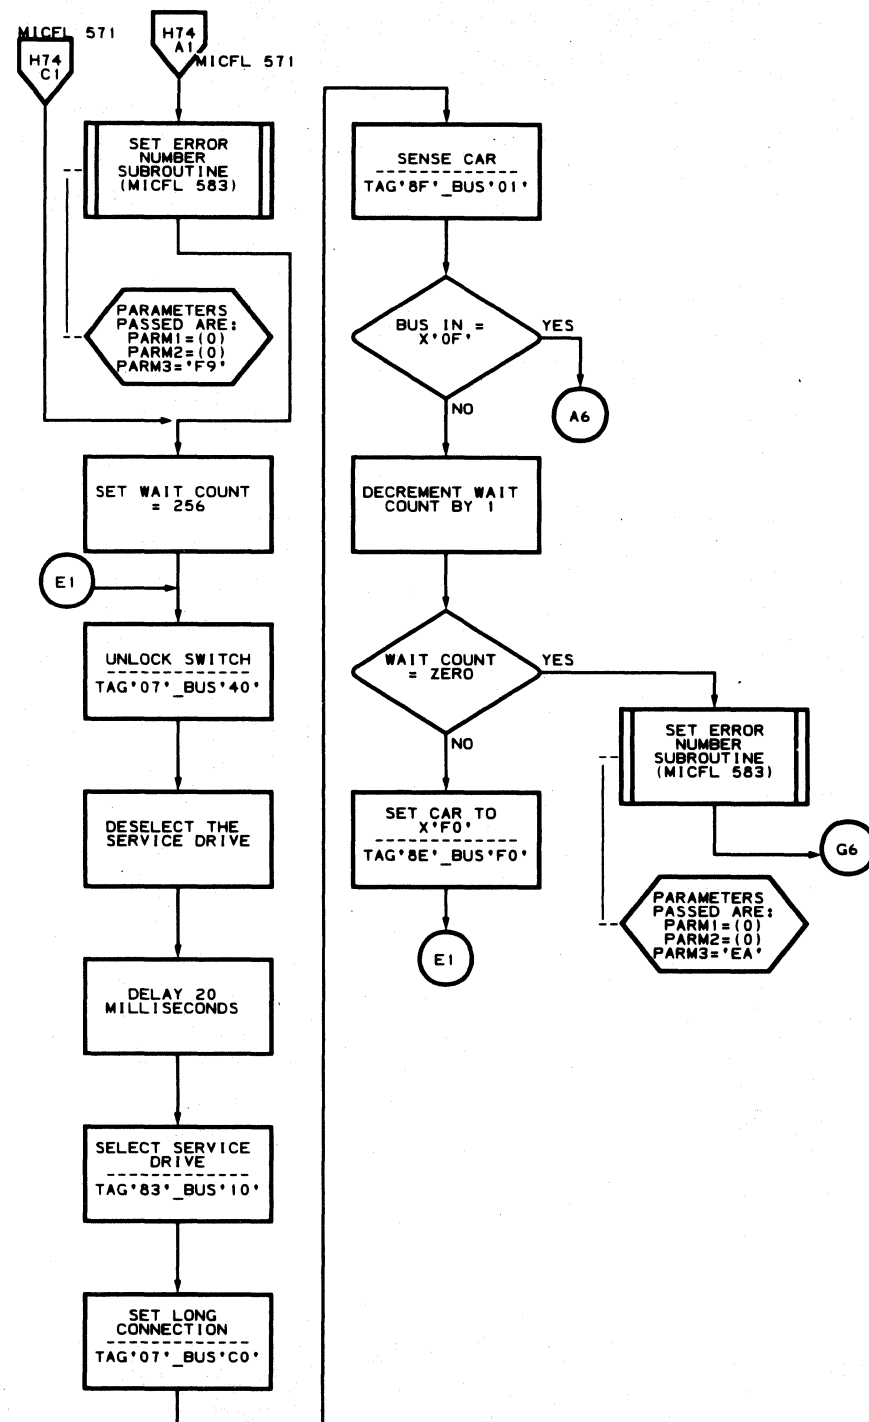 MICFL 571
H74
C1
H74
A1
MICFL 571
SET ERROR
NUMBER
SUBROUTINE
(MICFL 583)
PARAMETERS
PASSED ARE:
PARM1=(0)
PARM2=(0)
PARM3='F9'
SET WAIT COUNT
= 256
E1
UNLOCK SWITCH
TAG'07'_BUS'40'
DESELECT THE
SERVICE DRIVE
DELAY 20
MILLISECONDS
SELECT SERVICE
DRIVE
TAG'83'_BUS'10'
SET LONG
CONNECTION
TAG'07'_BUS'C0'
SENSE CAR
TAG'8F'_BUS'01'
BUS IN =
X'0F'
YES
A6
NO
DECREMENT WAIT
COUNT BY 1
WAIT COUNT
= ZERO
YES
NO
SET ERROR
NUMBER
SUBROUTINE
(MICFL 583)
G6
PARAMETERS
PASSED ARE:
PARM1=(0)
PARM2=(0)
PARM3='EA'
SET CAR TO
X'F0'
TAG'8E'_BUS'F0'
E1